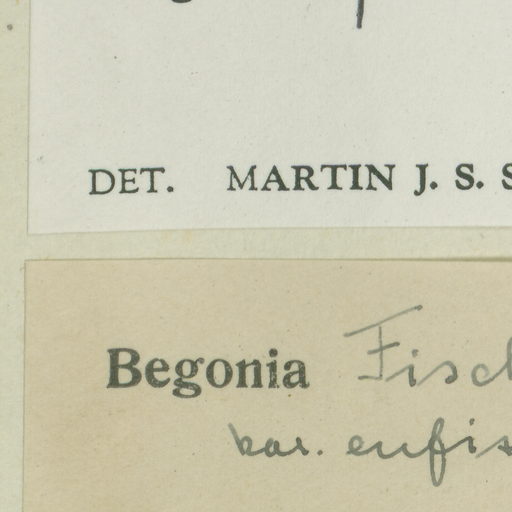 DET. MARTIN J. S. S
Begonia Fisch
var. eufis